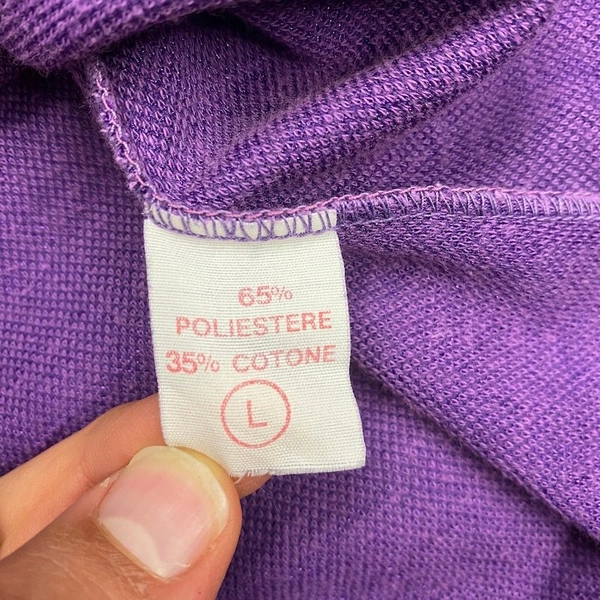 65%
POLIESTERE
35% COTONE
L